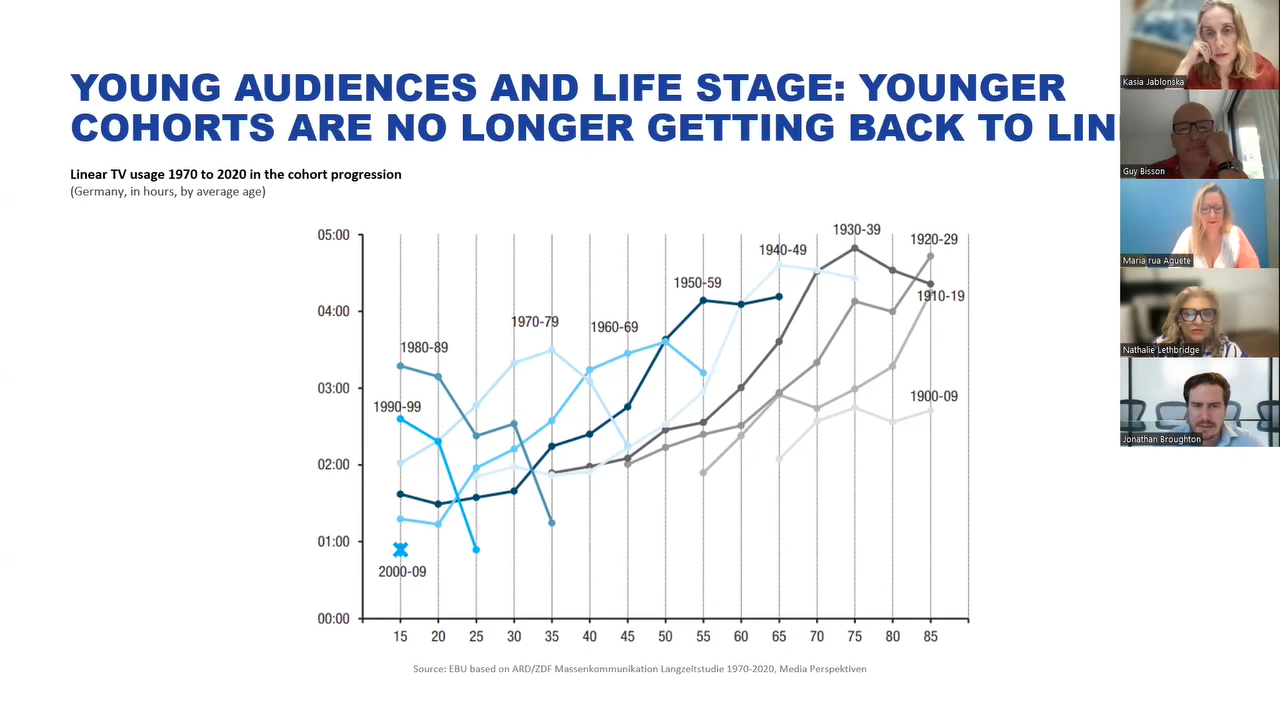 YOUNG AUDIENCES AND LIFE STAGE: YOUNGER
COHORTS ARE NO LONGER GETTING BACK TO LIN
Linear TV usage 1970 to 2020 in the cohort progression
(Germany, in hours, by average age)
05:00
04:00
03:00
02:00
01:00
00:00
1930-39
1920-29
1940-49
1950-59
1910-19
1970-79
1960-69
1980-89
1990-99
1900-09
2000-09
15 20 25 30 35 40 45 50 55 60 65 70 75 80 85
Source: EBU based on ARD/ZDF Massenkommunikation Langzeitstudie 1970-2020, Media Perspektiven
Kasia Jablonska
Guy Bisson
Maria rua Aguete
Nathalie Lethbridge
Jonathan Broughton